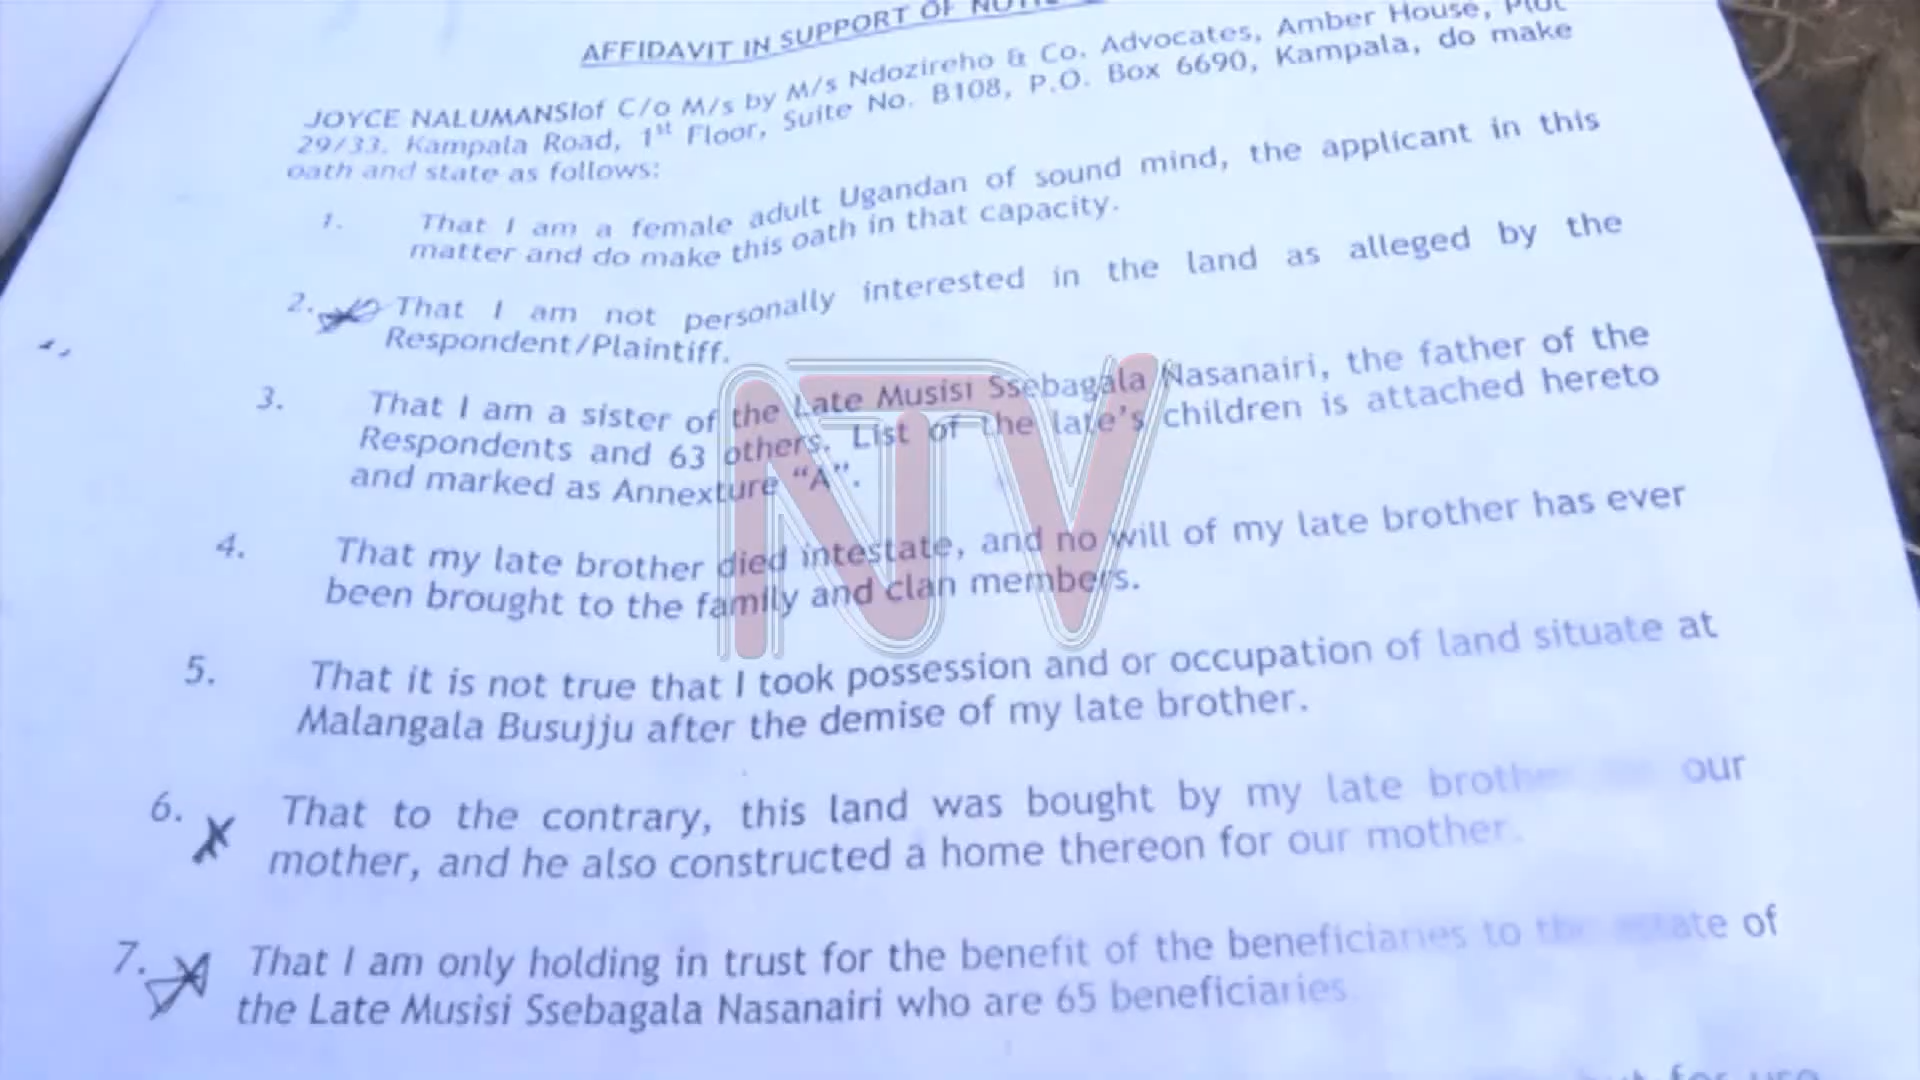 AFFIDAVIT IN SUPPORT OF
JOYCE NALUMANSIof C/o M/s by M/s Ndozireho & Co. Advocates, Amber House, Plot
29/33, Kampala Road, 1st Floor, Suite No. B108, P.O. Box 6690, Kampala, do make
oath and state as follows:
1. That I am a female adult Ugandan of sound mind, the applicant in this
matter and do make this oath in that capacity.
2. That I am not personally interested in the land as alleged by the
Respondent/Plaintiff.
3. That I am a sister of the Late Musisi Ssebagala Nasanairi, the father of the
Respondents and 63 others. List of the late's children is attached hereto
and marked as Annexture "A".
4. That my late brother died intestate, and no will of my late brother has ever
been brought to the family and clan members.
5. That it is not true that I took possession and or occupation of land situate at
Malangala Busujju after the demise of my late brother.
6. That to the contrary, this land was bought by my late brother our
mother, and he also constructed a home thereon for our mother.
7. That I am only holding in trust for the benefit of the beneficiaries to the estate of
the Late Musisi Ssebagala Nasanairi who are 65 beneficiaries
for use
NTV